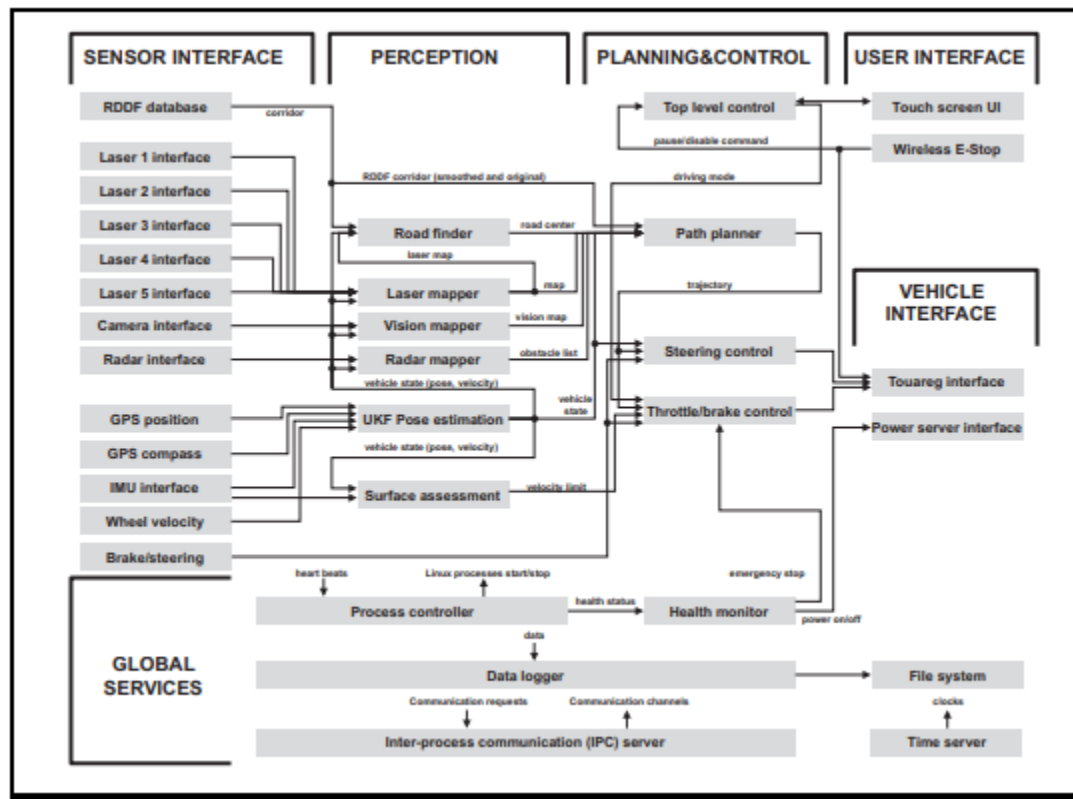 SENSOR INTERFACE
PERCEPTION
PLANNING&CONTROL
USER INTERFACE
RDDF database
corridor
Top level control
Touch screen UI
pause/disable command
Wireless E-Stop
Laser 1 interface
Laser 2 interface
Laser 3 interface
Laser 4 interface
Laser 5 interface
Camera interface
Radar interface
RDDF corridor (smoothed and original)
driving mode
Road finder
road center
Path planner
laser map
Laser mapper
map
trajectory
VEHICLE
INTERFACE
Vision mapper
vision map
Radar mapper
obstacle list
Steering control
vehicle state (pose, velocity)
vehicle
state
Touareg interface
GPS position
UKF Pose estimation
Throttle/brake control
Power server interface
GPS compass
vehicle state (pose, velocity)
IMU interface
Surface assessment
velocity limit
Wheel velocity
Brake/steering
heart beats
Linux processes start/stop
emergency stop
Process controller
health status
Health monitor
power on/off
GLOBAL
SERVICES
data
Data logger
File system
Communication requests
Communication channels
clocks
Inter-process communication (IPC) server
Time server